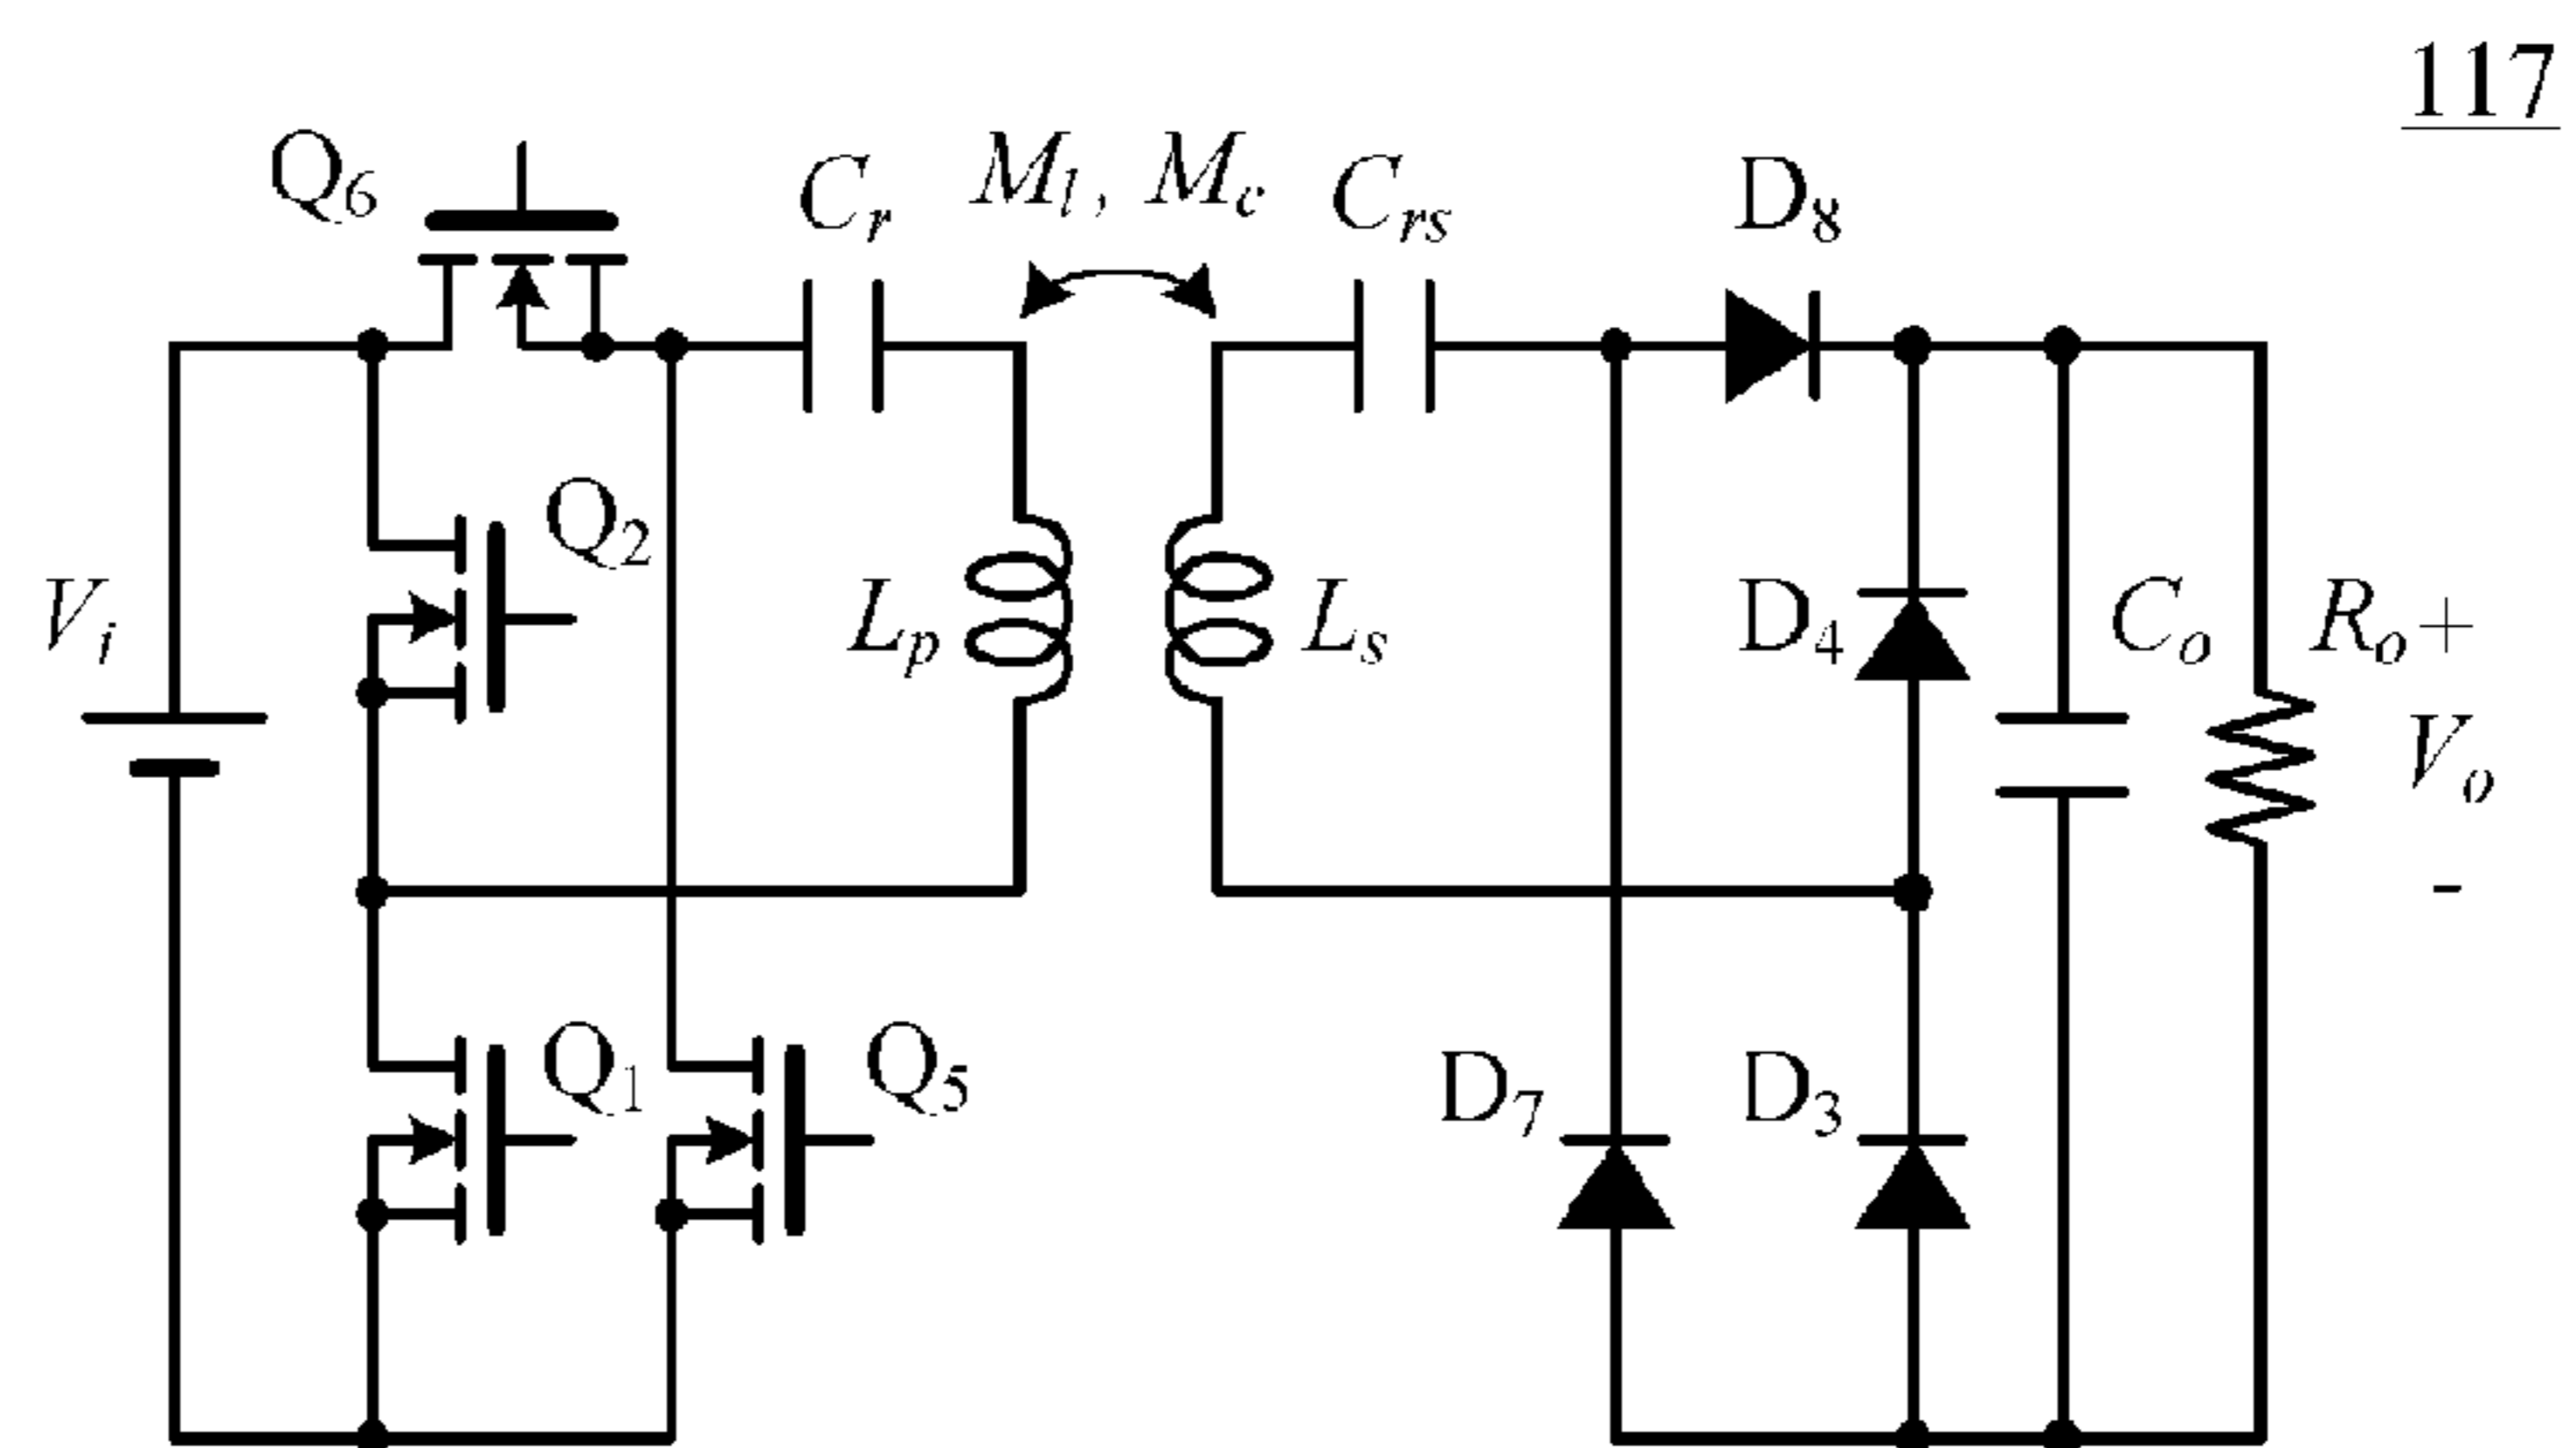 117
Q6
Cr
Ml, Mc
Crs
D8
Q2
Vi
Lp
Ls
D4
Co
Ro
+
Vo
-
Q1
Q5
D7
D3